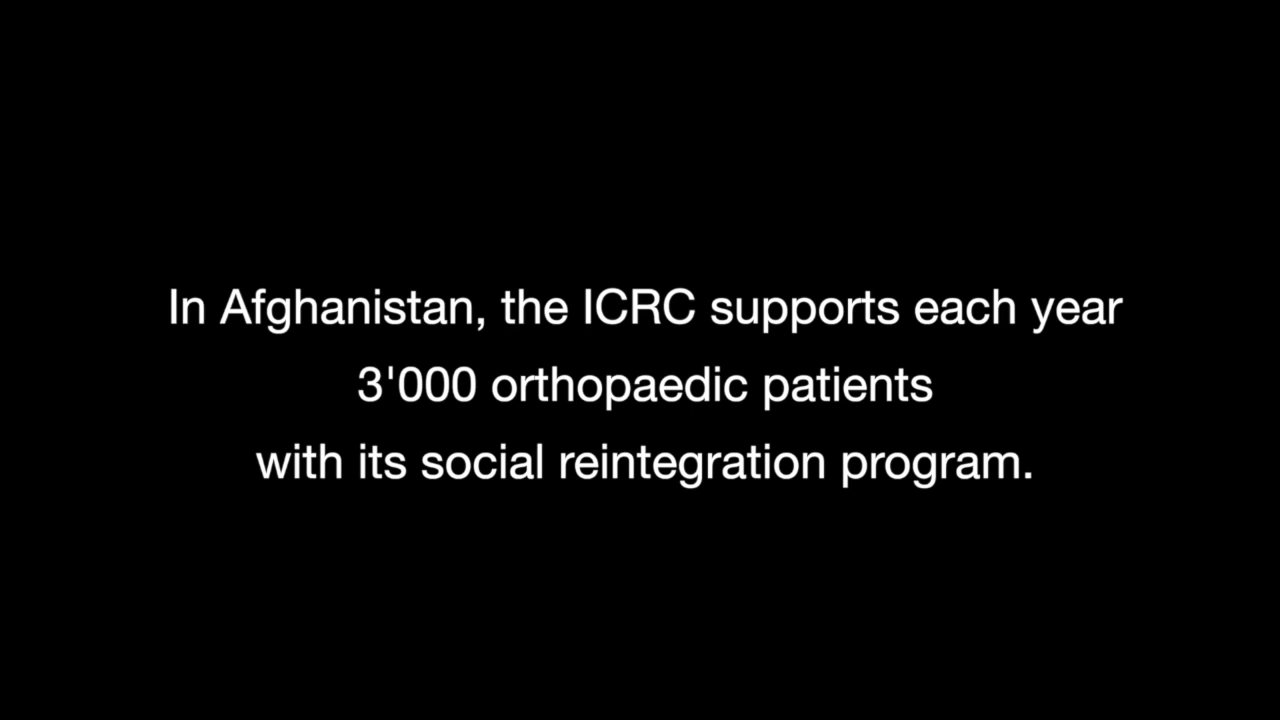 In Afghanistan, the ICRC supports each year
3'000 orthopaedic patients
with its social reintegration program.